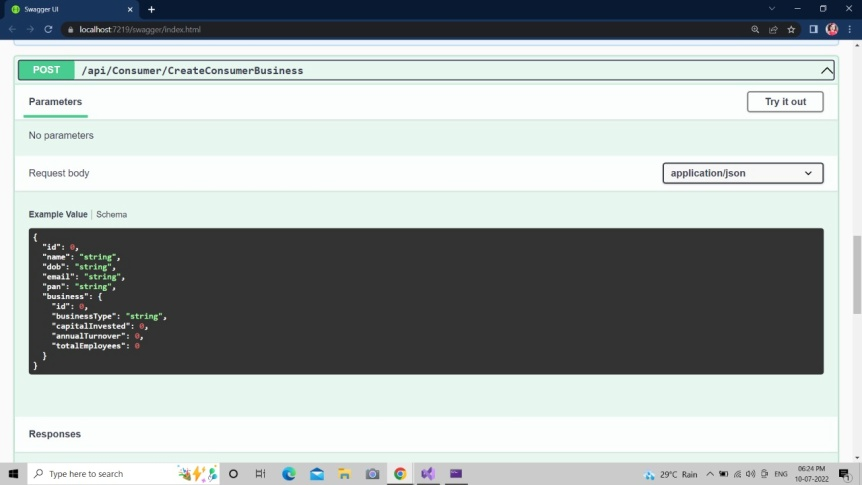 Swagger UI
localhost:7219/swagger/index.html
POST /api/Consumer/CreateConsumerBusiness
Parameters
Try it out
No parameters
Request body
application/json
Example Value | Schema
{
"id": 0,
"name": "string",
"dob": "string",
"email": "string",
"pan": "string",
"business": {
"id": 0,
"businessType": "string",
"capitalInvested": 0,
"annualTurnover": 0,
"totalEmployees": 0
}
}
Responses
Type here to search
29°C Rain
ENG
06:24 PM
10-07-2022
1